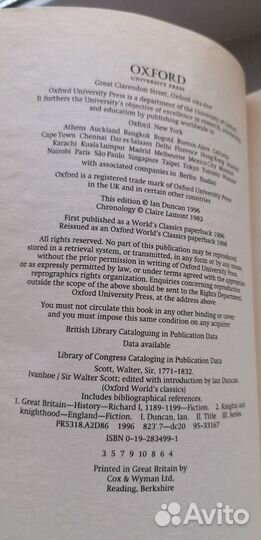 OXFORD
UNIVERSITY PRESS
Great Clarendon Street, Oxford OX2 6DP
Oxford University Press is a department of the University of Oxford.
It furthers the University's objective of excellence in research, scholarship,
and education by publishing worldwide in
Oxford New York
Athens Auckland Bangkok Bogotá Buenos Aires Calcutta
Cape Town Chennai Dar es Salaam Delhi Florence Hong Kong Istanbul
Karachi Kuala Lumpur Madrid Melbourne Mexico City Mumbai
Nairobi Paris São Paulo Singapore Taipei Tokyo Toronto Warsaw
with associated companies in Berlin Ibadan
Oxford is a registered trade mark of Oxford University Press
in the UK and in certain other countries
This edition © Ian Duncan 1996
Chronology © Claire Lamont 1982
First published as a World's Classics paperback 1996
Reissued as an Oxford World's Classics paperback 1998
All rights reserved. No part of this publication may be reproduced,
stored in a retrieval system, or transmitted, in any form or by any means,
without the prior permission in writing of Oxford University Press,
or as expressly permitted by law, or under terms agreed with the appropriate
reprographics rights organization. Enquiries concerning reproduction
outside the scope of the above should be sent to the Rights Department,
Oxford University Press, at the address above
You must not circulate this book in any other binding or cover
and you must impose this same condition on any acquirer
British Library Cataloguing in Publication Data
Data available
Library of Congress Cataloging in Publication Data
Scott, Walter, Sir, 1771-1832.
Ivanhoe / Sir Walter Scott; edited with introduction by Ian Duncan
(Oxford World's classics)
Includes bibliographical references.
1. Great Britain—History—Richard I, 1189-1199—Fiction. 2. Knights and
knighthood—England—Fiction. I. Duncan, Ian. II. Title III. Series.
PR5318.A2D86 1996 823'.7—dc20 95-33167
ISBN 0-19-283499-1
3 5 7 9 10 8 6 4
Printed in Great Britain by
Cox & Wyman Ltd,
Reading, Berkshire
Avito